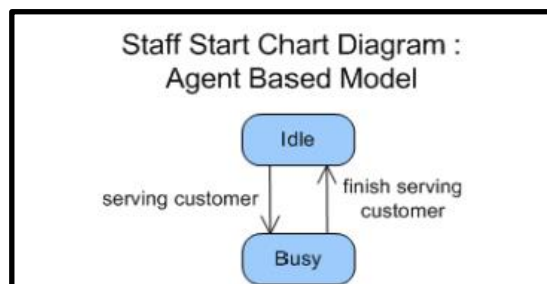 Staff Start Chart Diagram :
Agent Based Model
Idle
serving customer
finish serving
customer
Busy